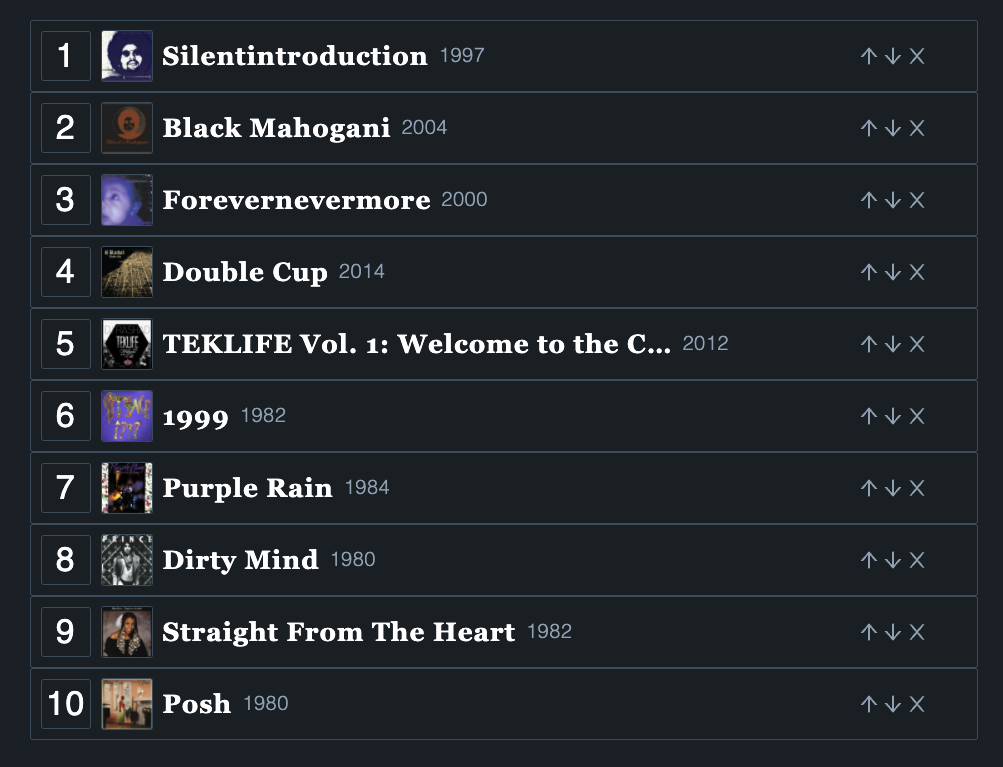 1 Silentintroduction 1997
2 Black Mahogani 2004
3 Forevernevermore 2000
4 Double Cup 2014
5 TEKLIFE Vol. 1: Welcome to the C... 2012
TEKLIFE
6 1999 1982
7 Purple Rain 1984
8 Dirty Mind 1980
PRINCE
9 Straight From The Heart 1982
10 Posh 1980